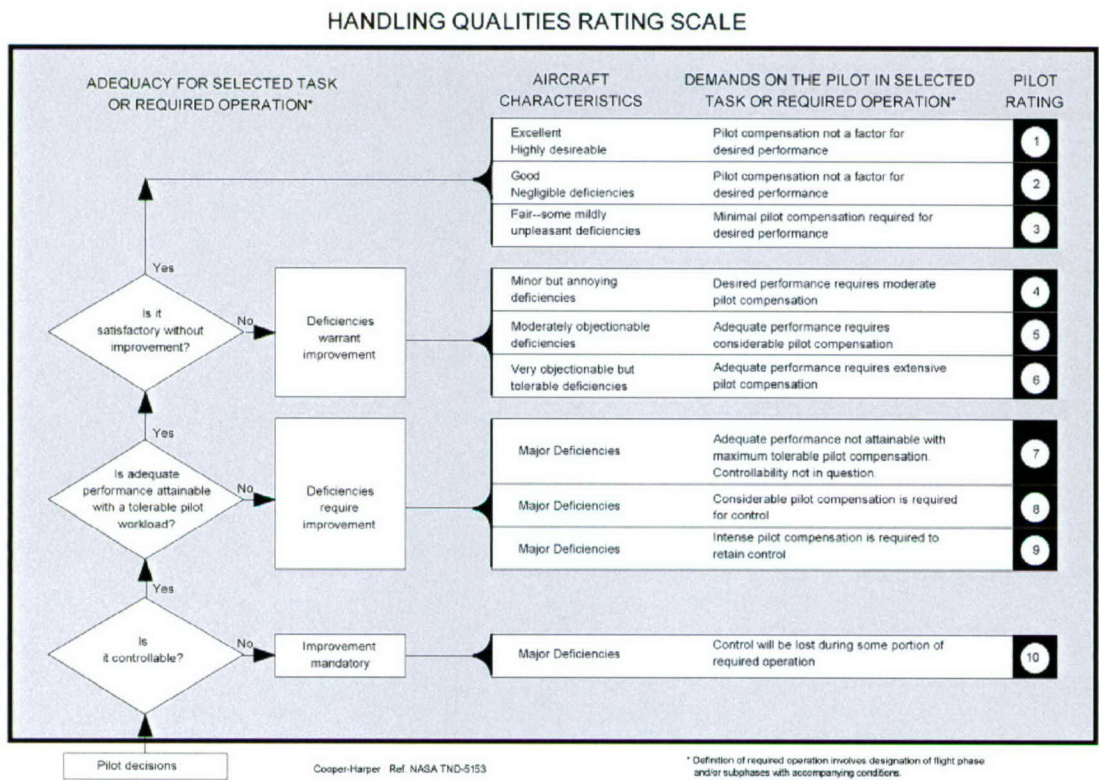 HANDLING QUALITIES RATING SCALE
ADEQUACY FOR SELECTED TASK
OR REQUIRED OPERATION*
AIRCRAFT
CHARACTERISTICS
DEMANDS ON THE PILOT IN SELECTED
TASK OR REQUIRED OPERATION*
PILOT
RATING
Excellent
Highly desireable
Pilot compensation not a factor for
desired performance
1
Good
Negligible deficiencies
Pilot compensation not a factor for
desired performance
2
Fair--some mildly
unpleasant deficiencies
Minimal pilot compensation required for
desired performance
3
Yes
Is it
satisfactory without
improvement?
No
Deficiencies
warrant
improvement
Minor but annoying
deficiencies
Desired performance requires moderate
pilot compensation
4
Moderately objectionable
deficiencies
Adequate performance requires
considerable pilot compensation
5
Very objectionable but
tolerable deficiencies
Adequate performance requires extensive
pilot compensation
6
Yes
Is adequate
performance attainable
with a tolerable pilot
workload?
No
Deficiencies
require
improvement
Major Deficiencies
Adequate performance not attainable with
maximum tolerable pilot compensation.
Controllability not in question.
7
Major Deficiencies
Considerable pilot compensation is required
for control
8
Major Deficiencies
Intense pilot compensation is required to
retain control
9
Yes
Is
it controllable?
No
Improvement
mandatory
Major Deficiencies
Control will be lost during some portion of
required operation
10
Pilot decisions
Cooper-Harper Ref. NASA TND-5153
* Definition of required operation involves designation of flight phase
and/or subphases with accompanying conditions.